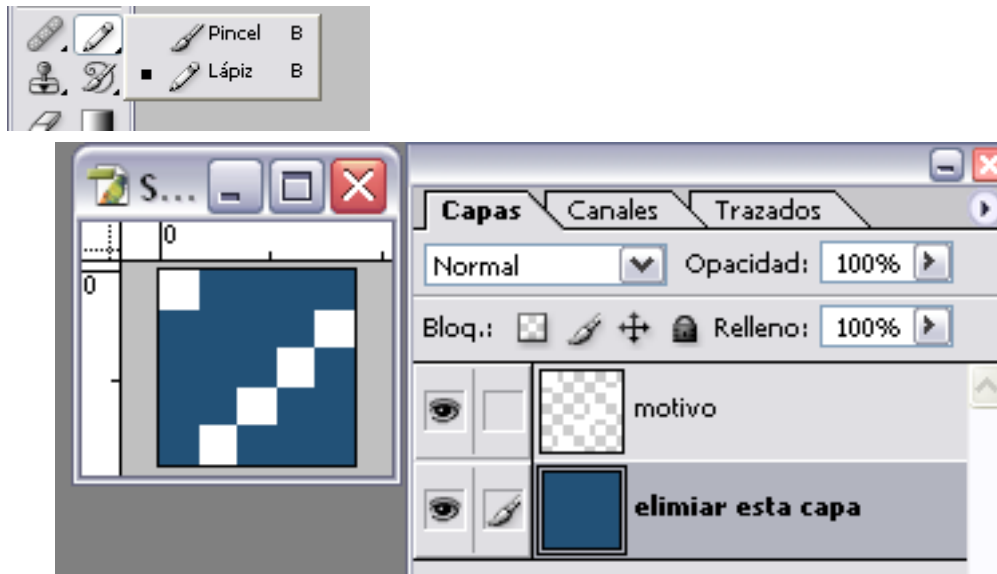 Pincel B
Lápiz B
S...
0
0
Capas Canales Trazados
Normal Opacidad: 100%
Bloq.: Relleno: 100%
motivo
elimiar esta capa